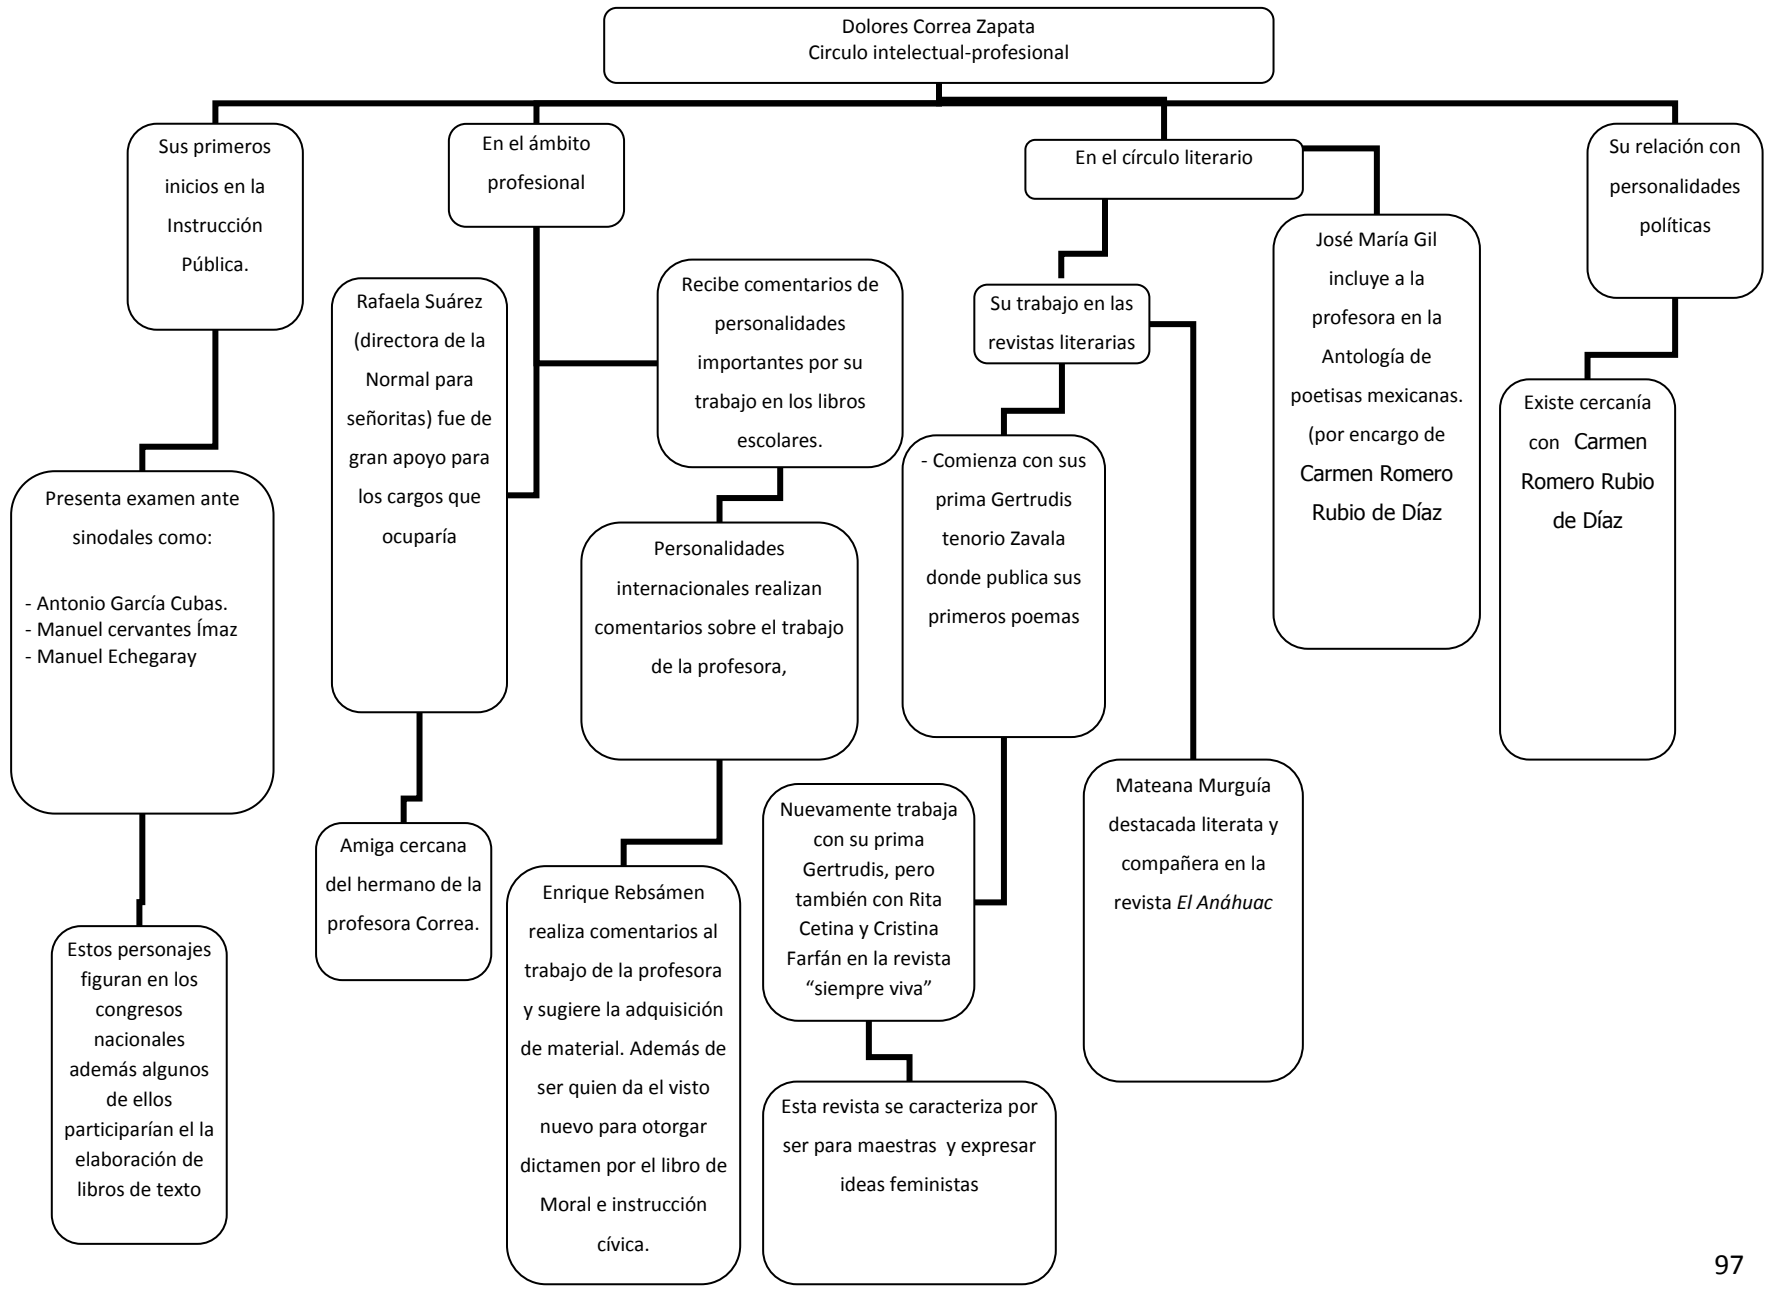 Dolores Correa Zapata
Circulo intelectual-profesional
Sus primeros
inicios en la
Instrucción
Pública.
Presenta examen ante
sinodales como:
- Antonio García Cubas.
- Manuel cervantes Ímaz
- Manuel Echegaray
Estos personajes
figuran en los
congresos
nacionales
además algunos
de ellos
participarían el la
elaboración de
libros de texto
En el ámbito
profesional
Rafaela Suárez
(directora de la
Normal para
señoritas) fue de
gran apoyo para
los cargos que
ocuparía
Amiga cercana
del hermano de la
profesora Correa.
Recibe comentarios de
personalidades
importantes por su
trabajo en los libros
escolares.
Personalidades
internacionales realizan
comentarios sobre el trabajo
de la profesora,
Enrique Rebsámen
realiza comentarios al
trabajo de la profesora
y sugiere la adquisición
de material. Además de
ser quien da el visto
nuevo para otorgar
dictamen por el libro de
Moral e instrucción
cívica.
En el círculo literario
Su trabajo en las
revistas literarias
- Comienza con sus
prima Gertrudis
tenorio Zavala
donde publica sus
primeros poemas
Nuevamente trabaja
con su prima
Gertrudis, pero
también con Rita
Cetina y Cristina
Farfán en la revista
“siempre viva”
Esta revista se caracteriza por
ser para maestras y expresar
ideas feministas
Mateana Murguía
destacada literata y
compañera en la
revista El Anáhuac
José María Gil
incluye a la
profesora en la
Antología de
poetisas mexicanas.
(por encargo de
Carmen Romero
Rubio de Díaz
Su relación con
personalidades
políticas
Existe cercanía
con Carmen
Romero Rubio
de Díaz
97